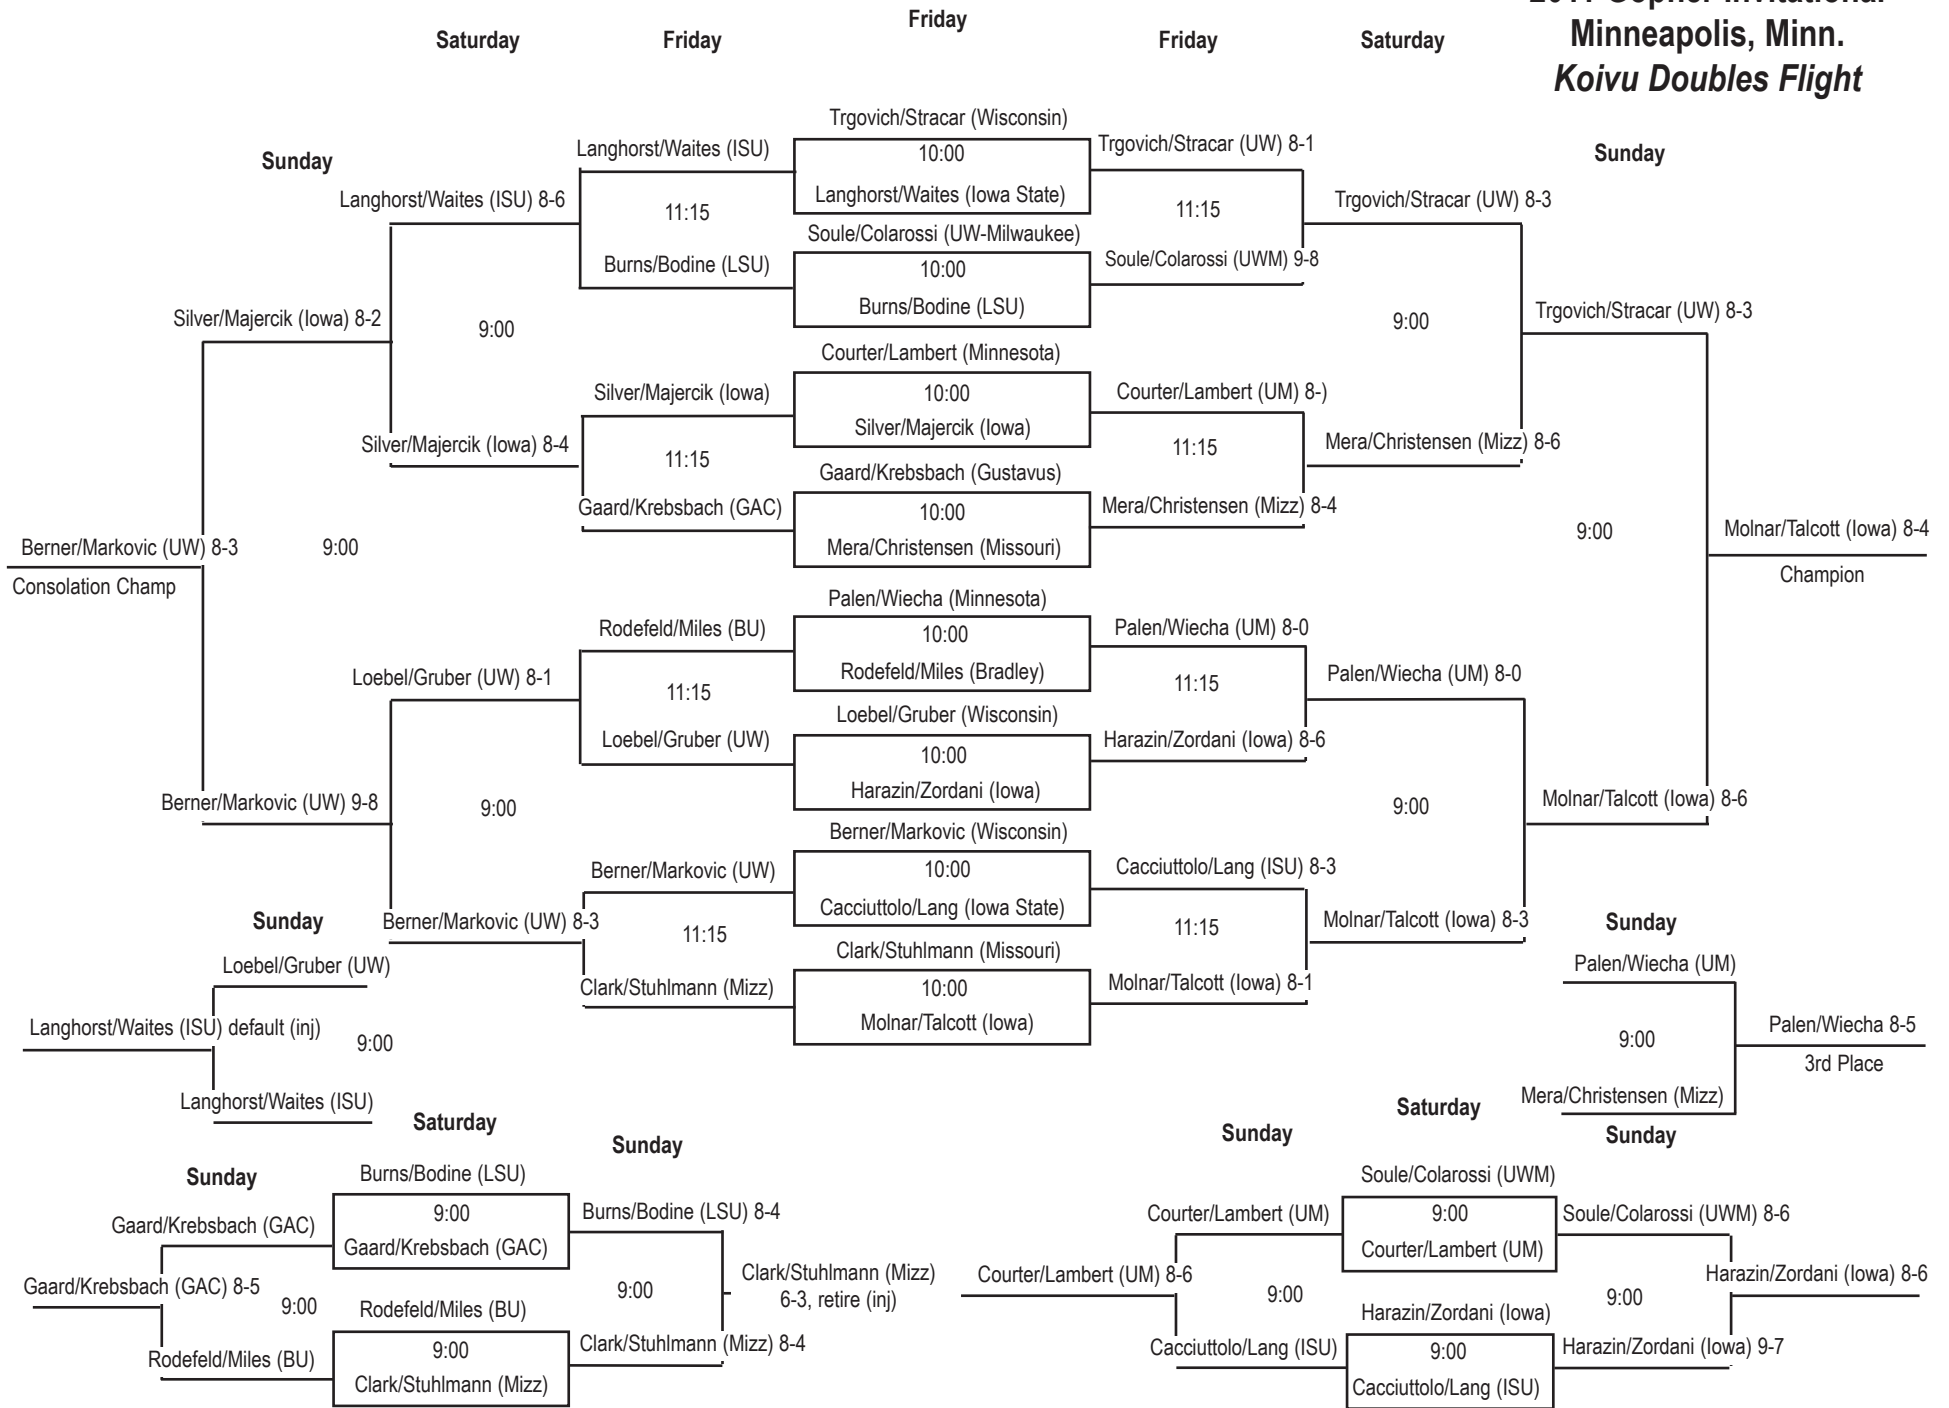 Friday
Saturday
Friday
Friday
Saturday
Minneapolis, Minn.
Koivu Doubles Flight
Sunday
Sunday
Trgovich/Stracar (Wisconsin)
10:00
Langhorst/Waites (Iowa State)
Soule/Colarossi (UW-Milwaukee)
10:00
Burns/Bodine (LSU)
Courter/Lambert (Minnesota)
10:00
Silver/Majercik (Iowa)
Gaard/Krebsbach (Gustavus)
10:00
Mera/Christensen (Missouri)
Palen/Wiecha (Minnesota)
10:00
Rodefeld/Miles (Bradley)
Loebel/Gruber (Wisconsin)
10:00
Harazin/Zordani (Iowa)
Berner/Markovic (Wisconsin)
10:00
Cacciuttolo/Lang (Iowa State)
Clark/Stuhlmann (Missouri)
10:00
Molnar/Talcott (Iowa)
Langhorst/Waites (ISU)
11:15
Burns/Bodine (LSU)
Silver/Majercik (Iowa)
11:15
Gaard/Krebsbach (GAC)
Rodefeld/Miles (BU)
11:15
Loebel/Gruber (UW)
Berner/Markovic (UW)
11:15
Clark/Stuhlmann (Mizz)
Langhorst/Waites (ISU) 8-6
9:00
Silver/Majercik (Iowa) 8-4
Loebel/Gruber (UW) 8-1
9:00
Berner/Markovic (UW) 8-3
Silver/Majercik (Iowa) 8-2
9:00
Berner/Markovic (UW) 9-8
Berner/Markovic (UW) 8-3
Consolation Champ
Trgovich/Stracar (UW) 8-1
11:15
Soule/Colarossi (UWM) 9-8
Courter/Lambert (UM) 8-)
11:15
Mera/Christensen (Mizz) 8-4
Palen/Wiecha (UM) 8-0
11:15
Harazin/Zordani (Iowa) 8-6
Cacciuttolo/Lang (ISU) 8-3
11:15
Molnar/Talcott (Iowa) 8-1
Trgovich/Stracar (UW) 8-3
9:00
Mera/Christensen (Mizz) 8-6
Palen/Wiecha (UM) 8-0
9:00
Molnar/Talcott (Iowa) 8-3
Trgovich/Stracar (UW) 8-3
9:00
Molnar/Talcott (Iowa) 8-6
Molnar/Talcott (Iowa) 8-4
Champion
Sunday
Loebel/Gruber (UW)
Langhorst/Waites (ISU) default (inj)
9:00
Langhorst/Waites (ISU)
Sunday
Palen/Wiecha (UM)
9:00
Mera/Christensen (Mizz)
Palen/Wiecha 8-5
3rd Place
Saturday
Sunday
Sunday
Burns/Bodine (LSU)
9:00
Gaard/Krebsbach (GAC)
Rodefeld/Miles (BU)
9:00
Clark/Stuhlmann (Mizz)
Gaard/Krebsbach (GAC)
Gaard/Krebsbach (GAC) 8-5
9:00
Rodefeld/Miles (BU)
Burns/Bodine (LSU) 8-4
9:00
Clark/Stuhlmann (Mizz) 8-4
Clark/Stuhlmann (Mizz)
6-3, retire (inj)
Saturday
Sunday
Sunday
Soule/Colarossi (UWM)
9:00
Courter/Lambert (UM)
Harazin/Zordani (Iowa)
9:00
Cacciuttolo/Lang (ISU)
Courter/Lambert (UM)
Courter/Lambert (UM) 8-6
9:00
Cacciuttolo/Lang (ISU)
Soule/Colarossi (UWM) 8-6
9:00
Harazin/Zordani (Iowa) 9-7
Harazin/Zordani (Iowa) 8-6